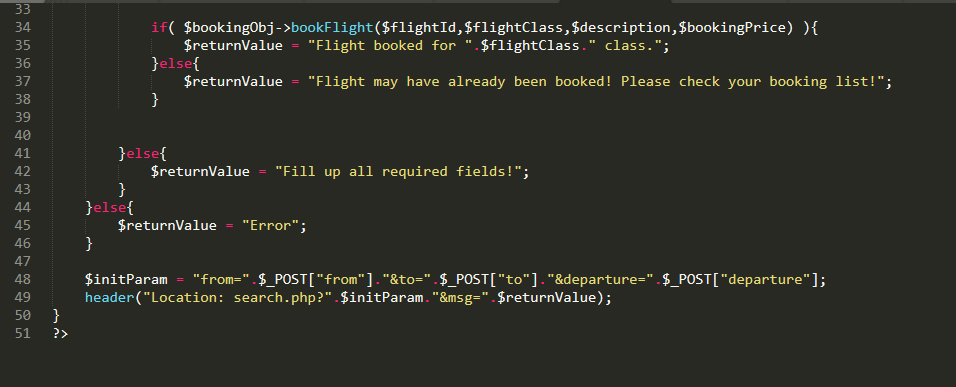 33
34 if( $bookingObj->bookFlight($flightId,$flightClass,$description,$bookingPrice) ){
35 $returnValue = "Flight booked for ".$flightClass." class.";
36 }else{
37 $returnValue = "Flight may have already been booked! Please check your booking list!";
38 }
39
40
41 }else{
42 $returnValue = "Fill up all required fields!";
43 }
44 }else{
45 $returnValue = "Error";
46 }
47
48 $initParam = "from=".$_POST["from"]."&to=".$_POST["to"]."&departure=".$_POST["departure"];
49 header("Location: search.php?".$initParam."&msg=".$returnValue);
50 }
51 ?>